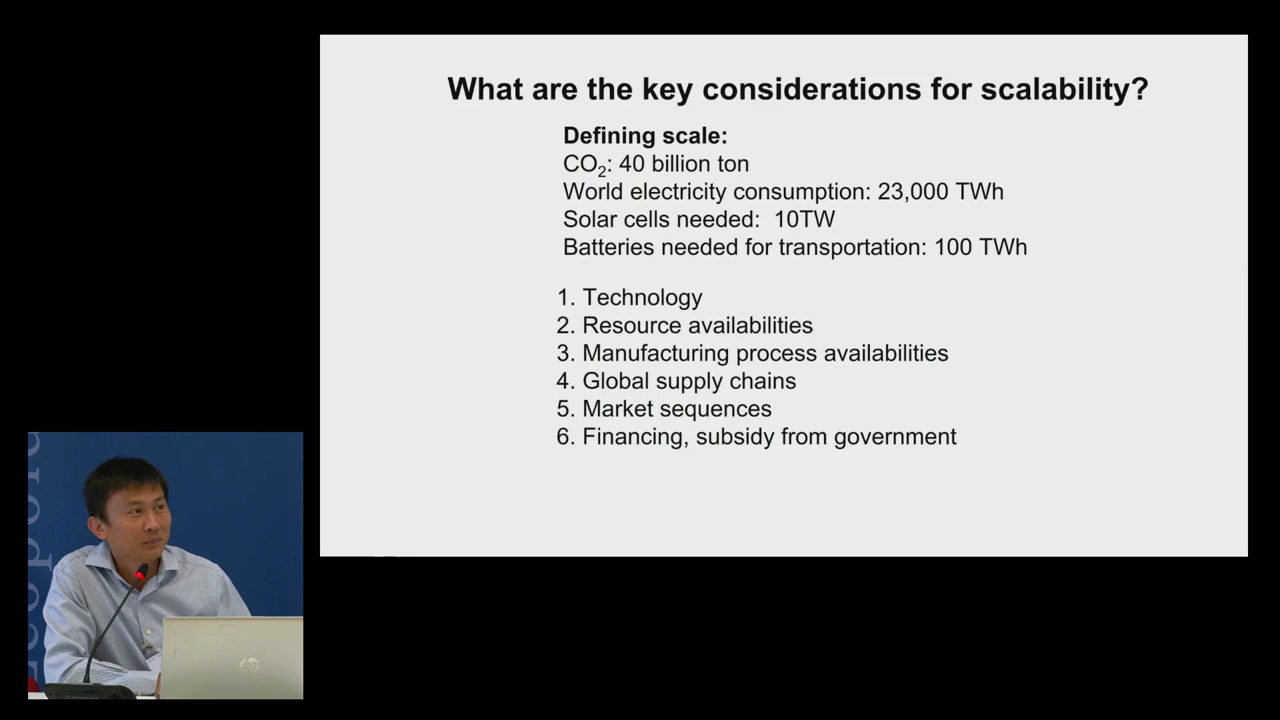 What are the key considerations for scalability?
Defining scale:
CO₂: 40 billion ton
World electricity consumption: 23,000 TWh
Solar cells needed: 10TW
Batteries needed for transportation: 100 TWh
1. Technology
2. Resource availabilities
3. Manufacturing process availabilities
4. Global supply chains
5. Market sequences
6. Financing, subsidy from government
eopold
hp